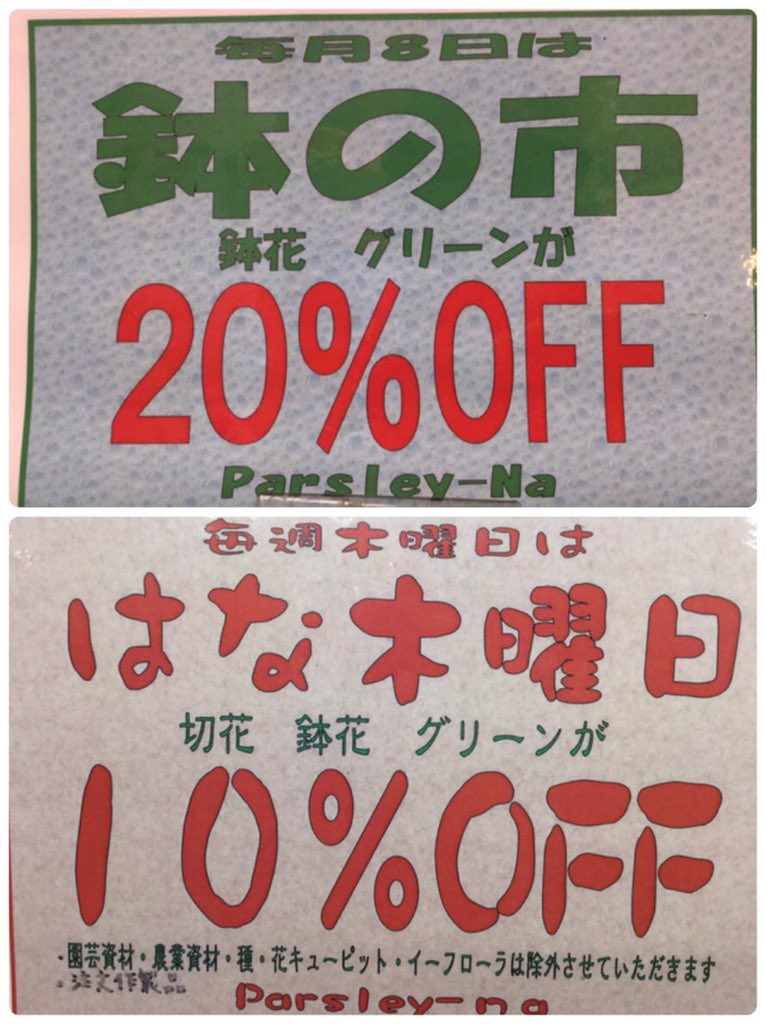 毎月8日は
鉢の市
鉢花 グリーンが
20%OFF
Parsley-Na
毎週木曜日は
はな木曜日
切花 鉢花 グリーンが
10%OFF
・園芸資材・農業資材・種・花キューピット・イーフローラは除外させていただきます
・注文作製品
Parsley-na